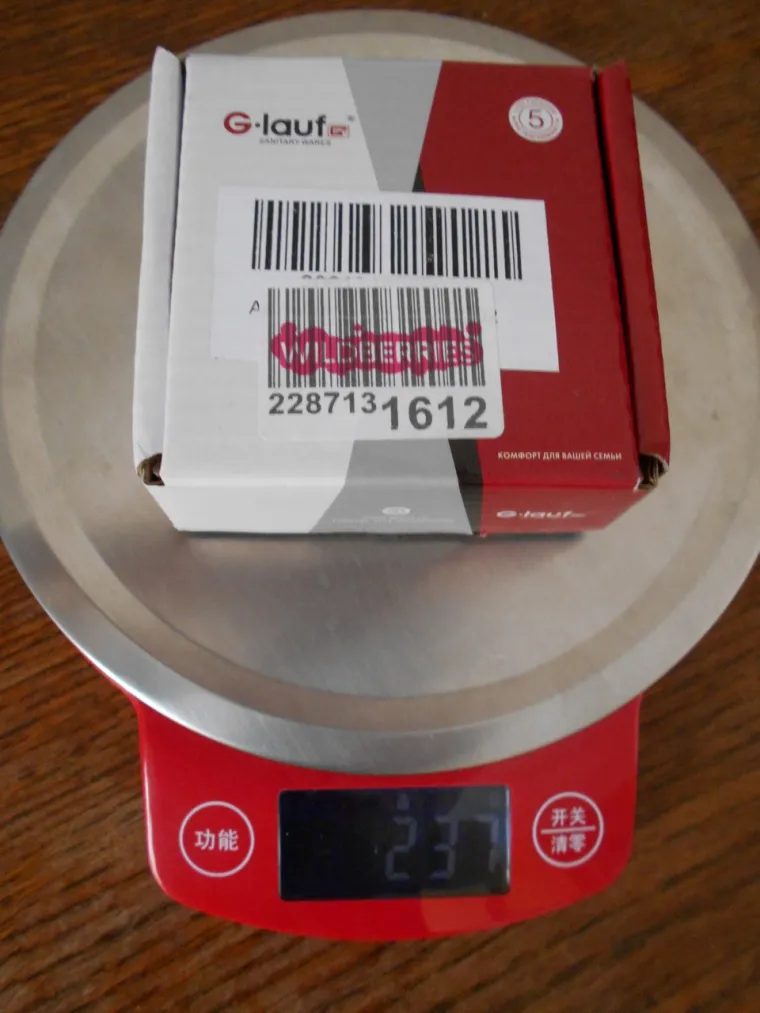 G·lauf
SANITARY WARES
5
A
WILDBERRIES
2287131612
КОМФОРТ ДЛЯ ВАШЕЙ СЕМЬИ
G·lauf
功能
237
开关
清零